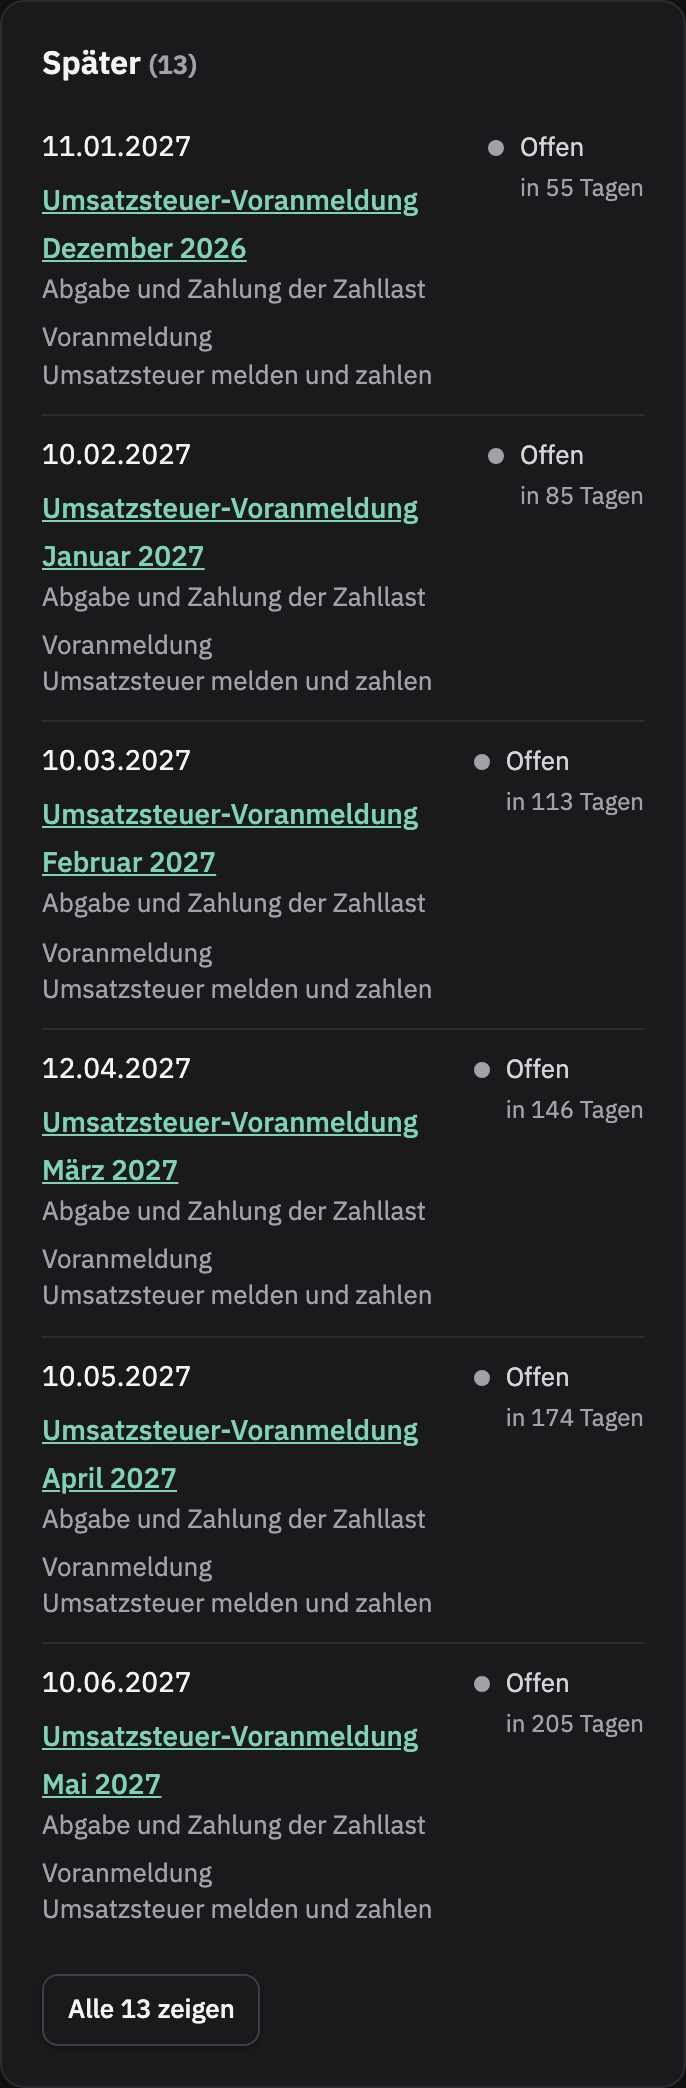 Später (13)
11.01.2027
Offen
in 55 Tagen
Umsatzsteuer-Voranmeldung
Dezember 2026
Abgabe und Zahlung der Zahllast
Voranmeldung
Umsatzsteuer melden und zahlen
10.02.2027
Offen
in 85 Tagen
Umsatzsteuer-Voranmeldung
Januar 2027
Abgabe und Zahlung der Zahllast
Voranmeldung
Umsatzsteuer melden und zahlen
10.03.2027
Offen
in 113 Tagen
Umsatzsteuer-Voranmeldung
Februar 2027
Abgabe und Zahlung der Zahllast
Voranmeldung
Umsatzsteuer melden und zahlen
12.04.2027
Offen
in 146 Tagen
Umsatzsteuer-Voranmeldung
März 2027
Abgabe und Zahlung der Zahllast
Voranmeldung
Umsatzsteuer melden und zahlen
10.05.2027
Offen
in 174 Tagen
Umsatzsteuer-Voranmeldung
April 2027
Abgabe und Zahlung der Zahllast
Voranmeldung
Umsatzsteuer melden und zahlen
10.06.2027
Offen
in 205 Tagen
Umsatzsteuer-Voranmeldung
Mai 2027
Abgabe und Zahlung der Zahllast
Voranmeldung
Umsatzsteuer melden und zahlen
Alle 13 zeigen